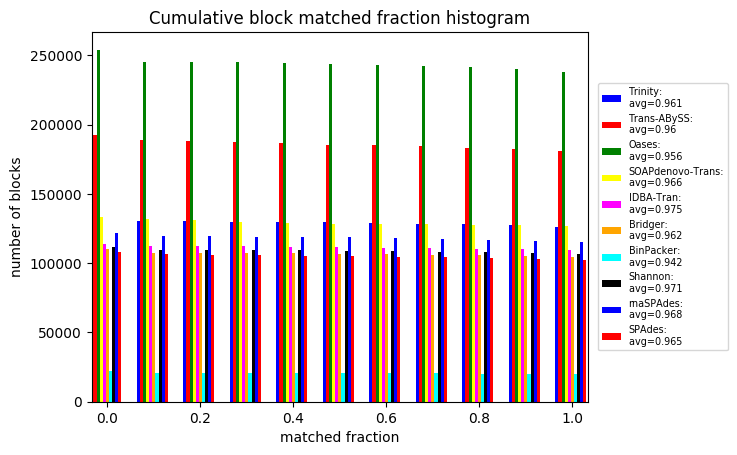 Cumulative block matched fraction histogram
number of blocks
250000
200000
150000
100000
50000
0
0.0 0.2 0.4 0.6 0.8 1.0
matched fraction
Trinity:
avg=0.961
Trans-ABySS:
avg=0.96
Oases:
avg=0.956
SOAPdenovo-Trans:
avg=0.966
IDBA-Tran:
avg=0.975
Bridger:
avg=0.962
BinPacker:
avg=0.942
Shannon:
avg=0.971
rnaSPAdes:
avg=0.968
SPAdes:
avg=0.965